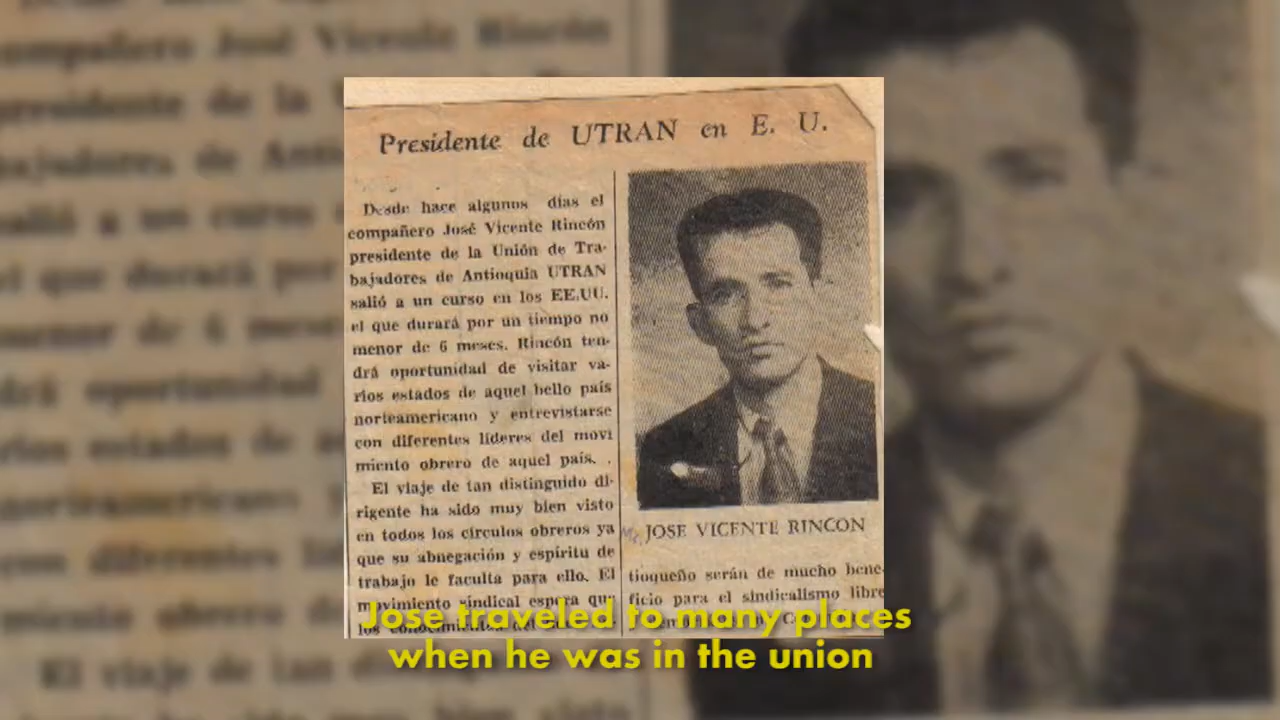 Presidente de UTRAN en E. U.
Desde hace algunos días el
compañero José Vicente Rincón
presidente de la Unión de Tra-
bajadores de Antioquia UTRAN
salió a un curso en los EE.UU.
el que durará por un tiempo no
menor de 6 meses. Rincón ten-
drá oportunidad de visitar va-
rios estados de aquel bello país
norteamericano y entrevistarse
con diferentes líderes del movi
miento obrero de aquel país. .
El viaje de tan distinguido di-
rigente ha sido muy bien visto
en todos los círculos obreros ya
que su abnegación y espíritu de
trabajo le faculta para ello. El
movimiento sindical espera que
los conocimientos
JOSE VICENTE RINCON
tioqueño serán de mucho bene-
ficio para el sindicalismo libre
Jose traveled to many places
when he was in the union